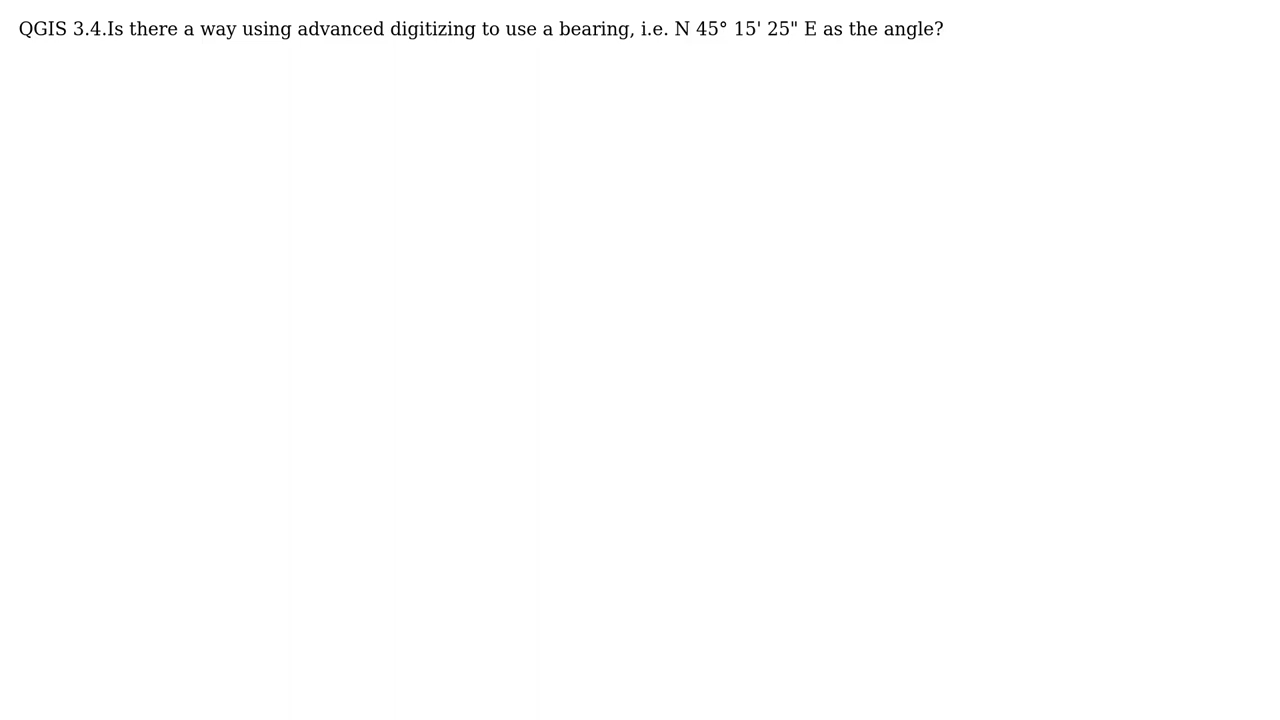 QGIS 3.4.Is there a way using advanced digitizing to use a bearing, i.e. N 45° 15' 25" E as the angle?